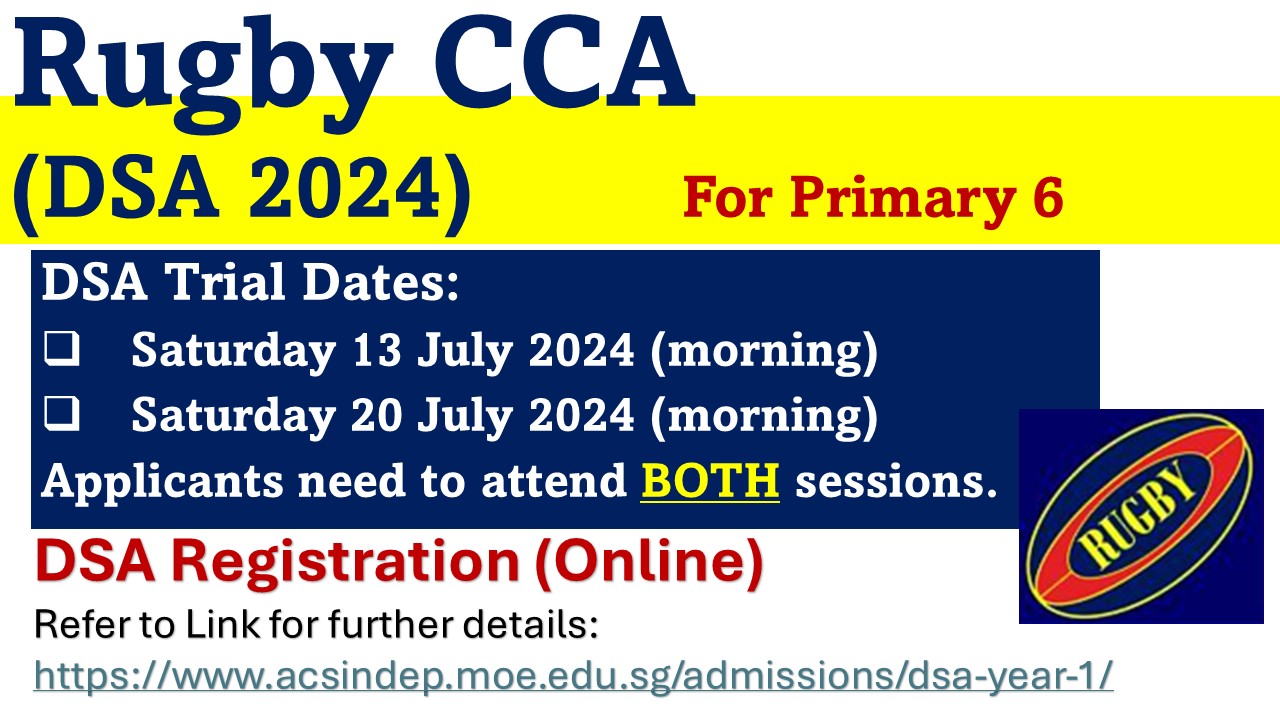 Rugby CCA
(DSA 2024) For Primary 6
DSA Trial Dates:
❑ Saturday 13 July 2024 (morning)
❑ Saturday 20 July 2024 (morning)
Applicants need to attend BOTH sessions.
RUGBY
DSA Registration (Online)
Refer to Link for further details:
https://www.acsindep.moe.edu.sg/admissions/dsa-year-1/